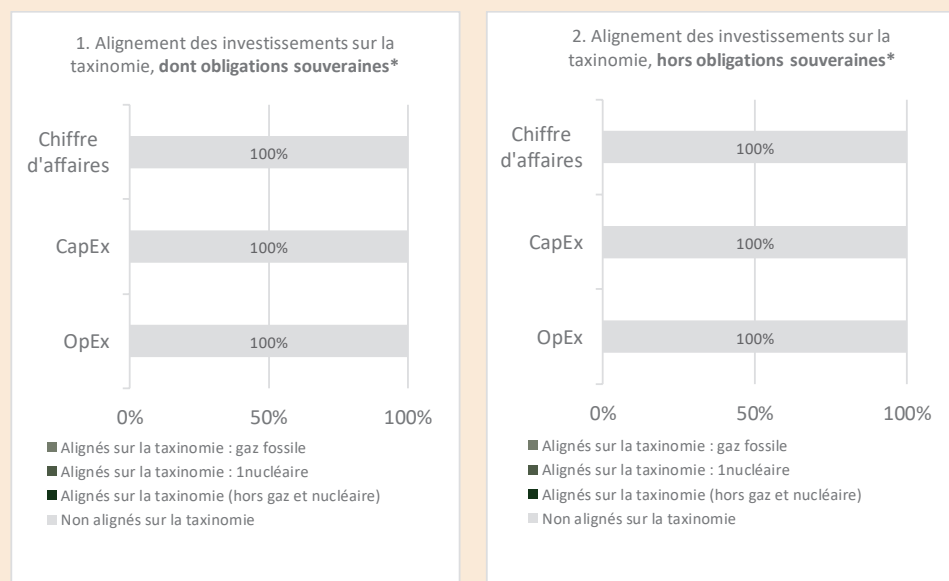 1. Alignement des investissements sur la
taxinomie, dont obligations souveraines*
Chiffre
d'affaires
100%
CapEx
100%
OpEx
100%
0% 50% 100%
Alignés sur la taxinomie : gaz fossile
Alignés sur la taxinomie : 1nucléaire
Alignés sur la taxinomie (hors gaz et nucléaire)
Non alignés sur la taxinomie
2. Alignement des investissements sur la
taxinomie, hors obligations souveraines*
Chiffre
d'affaires
100%
CapEx
100%
OpEx
100%
0% 50% 100%
Alignés sur la taxinomie : gaz fossile
Alignés sur la taxinomie : 1nucléaire
Alignés sur la taxinomie (hors gaz et nucléaire)
Non alignés sur la taxinomie